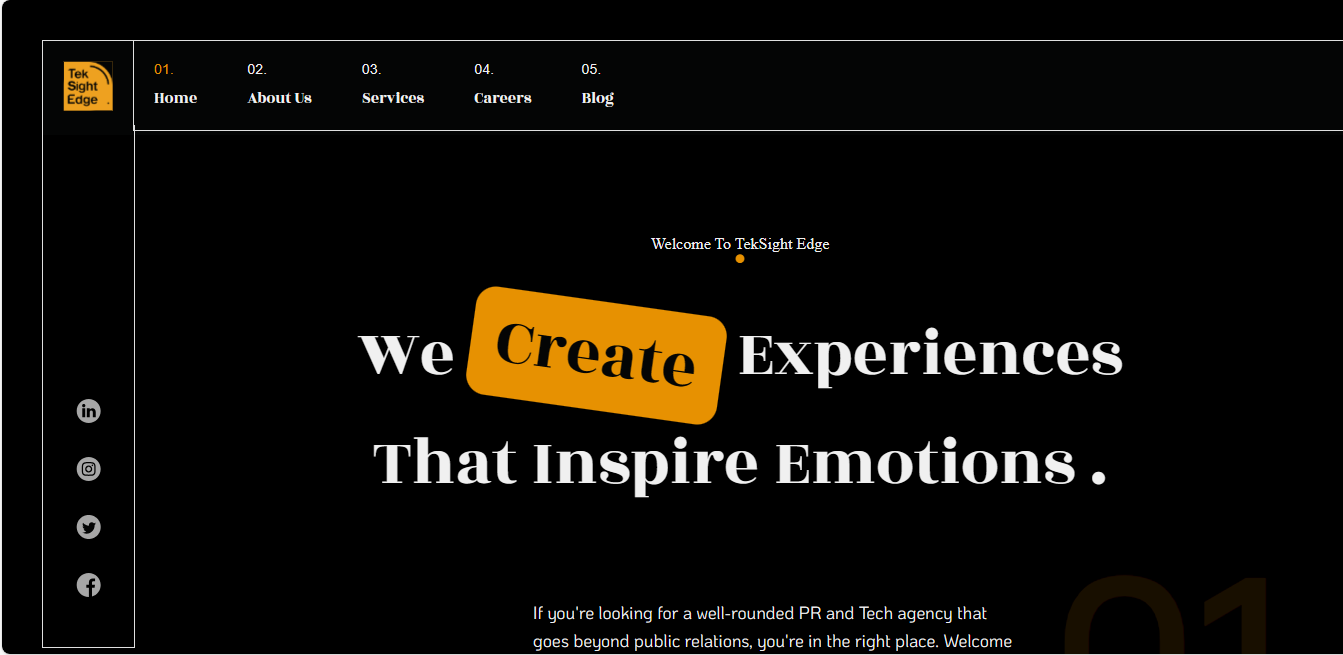 Tek
Sight
Edge
01.
Home
02.
About Us
03.
Services
04.
Careers
05.
Blog
Welcome To TekSight Edge
We Create Experiences
That Inspire Emotions .
in
If you're looking for a well-rounded PR and Tech agency that
goes beyond public relations, you're in the right place. Welcome
01